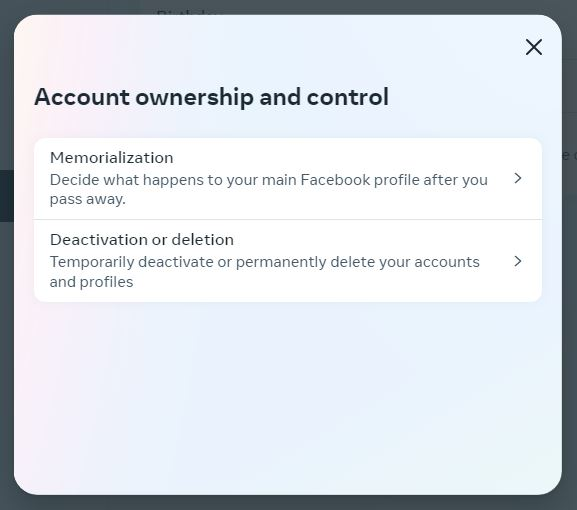 Birthday
Account ownership and control
Memorialization
Decide what happens to your main Facebook profile after you
pass away.
Deactivation or deletion
Temporarily deactivate or permanently delete your accounts
and profiles